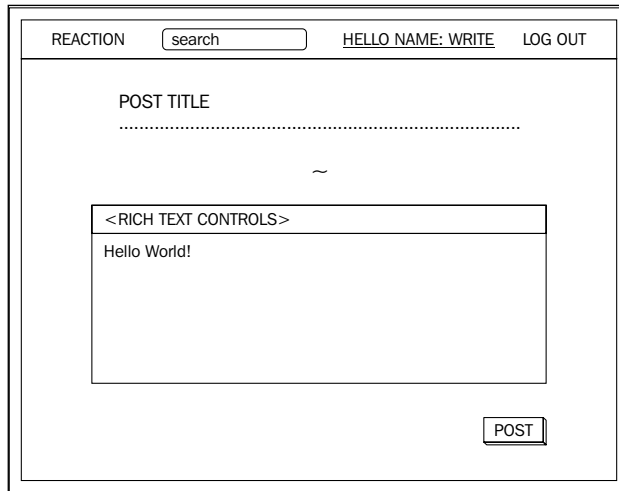 REACTION search HELLO NAME: WRITE LOG OUT
POST TITLE
~
<RICH TEXT CONTROLS>
Hello World!
POST